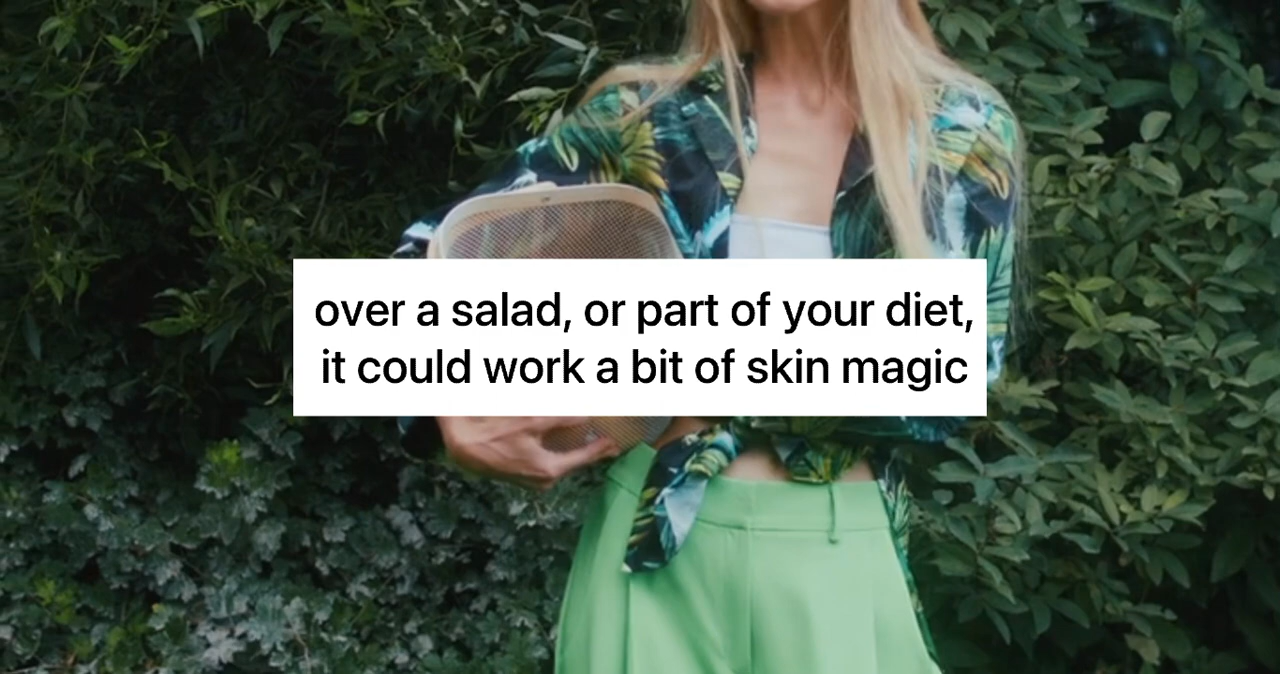 over a salad, or part of your diet,
it could work a bit of skin magic